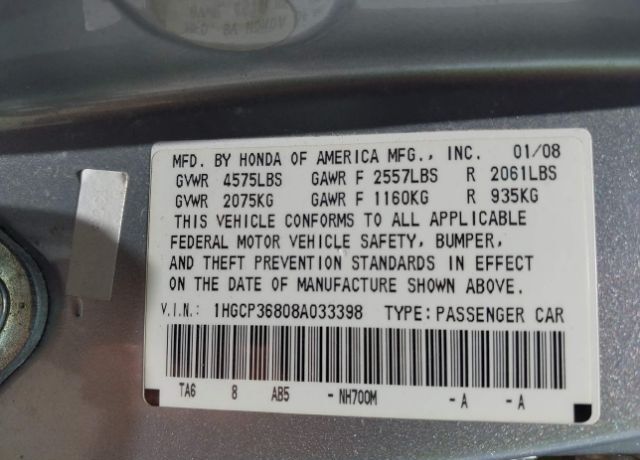 MFD. BY HONDA OF AMERICA MFG., INC. 01/08
GVWR 4575LBS GAWR F 2557LBS R 2061LBS
GVWR 2075KG GAWR F 1160KG R 935KG
THIS VEHICLE CONFORMS TO ALL APPLICABLE
FEDERAL MOTOR VEHICLE SAFETY, BUMPER,
AND THEFT PREVENTION STANDARDS IN EFFECT
ON THE DATE OF MANUFACTURE SHOWN ABOVE.
V.I.N.: 1HGCP36808A033398 TYPE: PASSENGER CAR
TA6 8 AB5 - NH700M - A - A